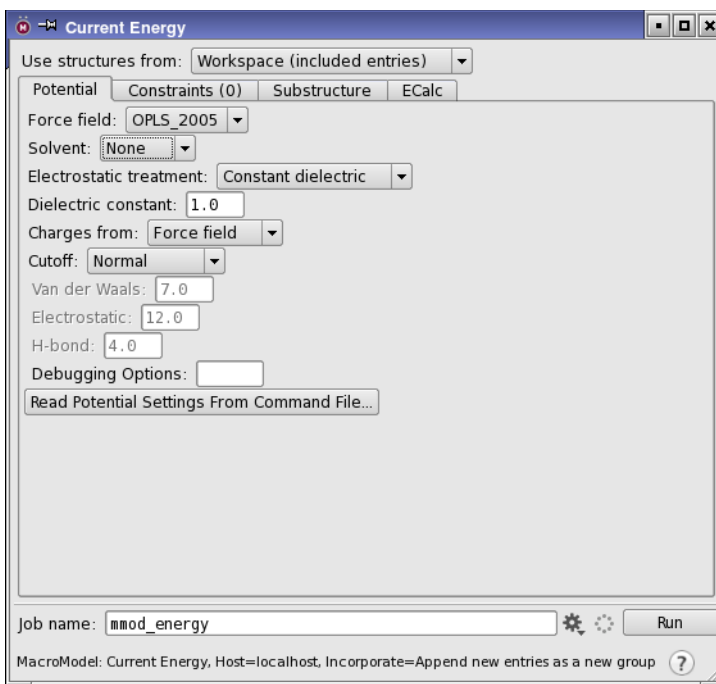 Current Energy
Use structures from: Workspace (included entries)
Potential Constraints (0) Substructure ECalc
Force field: OPLS_2005
Solvent: None
Electrostatic treatment: Constant dielectric
Dielectric constant: 1.0
Charges from: Force field
Cutoff: Normal
Van der Waals: 7.0
Electrostatic: 12.0
H-bond: 4.0
Debugging Options:
Read Potential Settings From Command File...
Job name: mmod_energy Run
MacroModel: Current Energy, Host=localhost, Incorporate=Append new entries as a new group ?